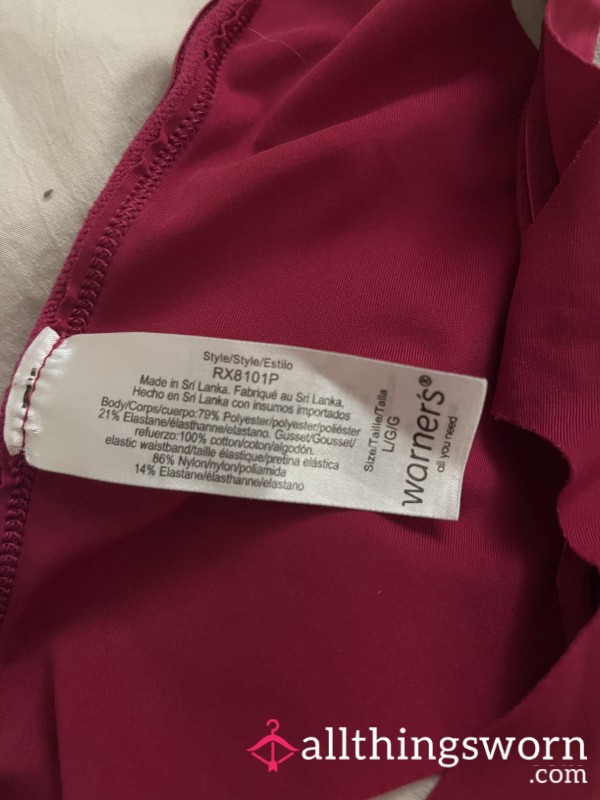 Style/Style/Estilo
RX8101P
Made in Sri Lanka. Fabriqué au Sri Lanka,
Hecho en Sri Lanka con insumos importados
Body/Corps/cuerpo:79% Polyester/polyester/poliéster
21% Elastane/élasthanne/elastano. Gusset/Gousset/
refuerzo:100% cotton/coton/algodón.
elastic waistband/taille élastique/pretina elástica
86% Nylon/nylon/poliamida
14% Elastane/élasthanne/elastano
Size/Taille/Talla
L/G/G
warner's®
all you need
allthingsworn
.com